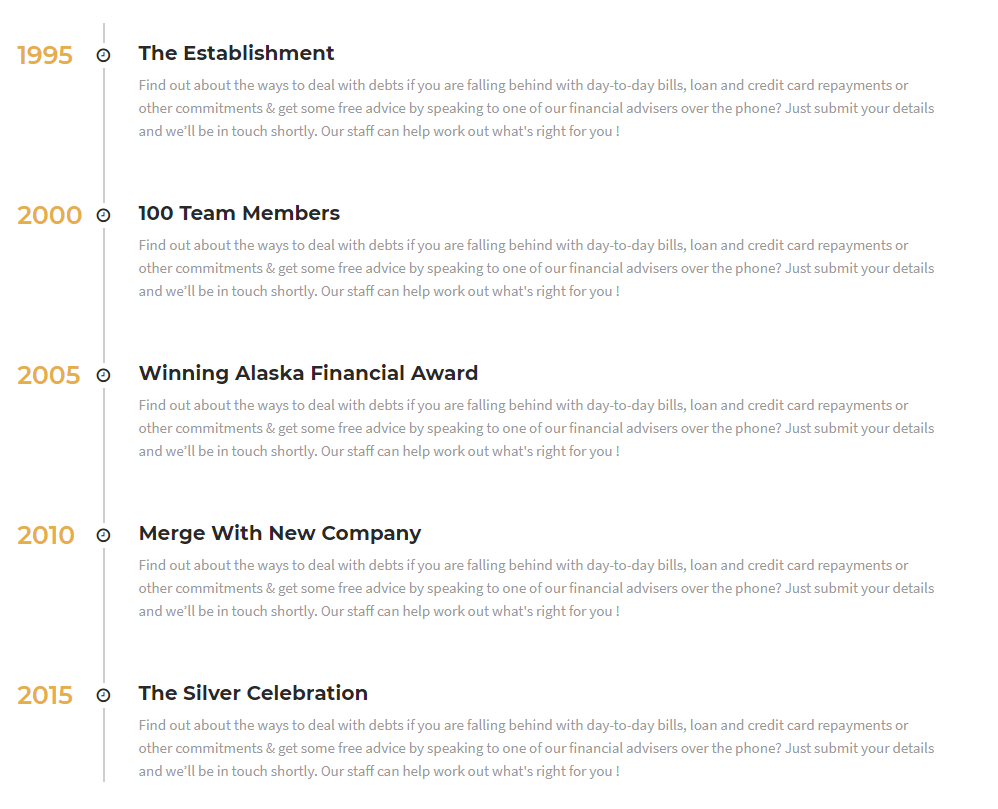 1995
The Establishment
Find out about the ways to deal with debts if you are falling behind with day-to-day bills, loan and credit card repayments or
other commitments & get some free advice by speaking to one of our financial advisers over the phone? Just submit your details
and we’ll be in touch shortly. Our staff can help work out what's right for you !
2000
100 Team Members
Find out about the ways to deal with debts if you are falling behind with day-to-day bills, loan and credit card repayments or
other commitments & get some free advice by speaking to one of our financial advisers over the phone? Just submit your details
and we’ll be in touch shortly. Our staff can help work out what's right for you !
2005
Winning Alaska Financial Award
Find out about the ways to deal with debts if you are falling behind with day-to-day bills, loan and credit card repayments or
other commitments & get some free advice by speaking to one of our financial advisers over the phone? Just submit your details
and we’ll be in touch shortly. Our staff can help work out what's right for you !
2010
Merge With New Company
Find out about the ways to deal with debts if you are falling behind with day-to-day bills, loan and credit card repayments or
other commitments & get some free advice by speaking to one of our financial advisers over the phone? Just submit your details
and we’ll be in touch shortly. Our staff can help work out what's right for you !
2015
The Silver Celebration
Find out about the ways to deal with debts if you are falling behind with day-to-day bills, loan and credit card repayments or
other commitments & get some free advice by speaking to one of our financial advisers over the phone? Just submit your details
and we’ll be in touch shortly. Our staff can help work out what's right for you !